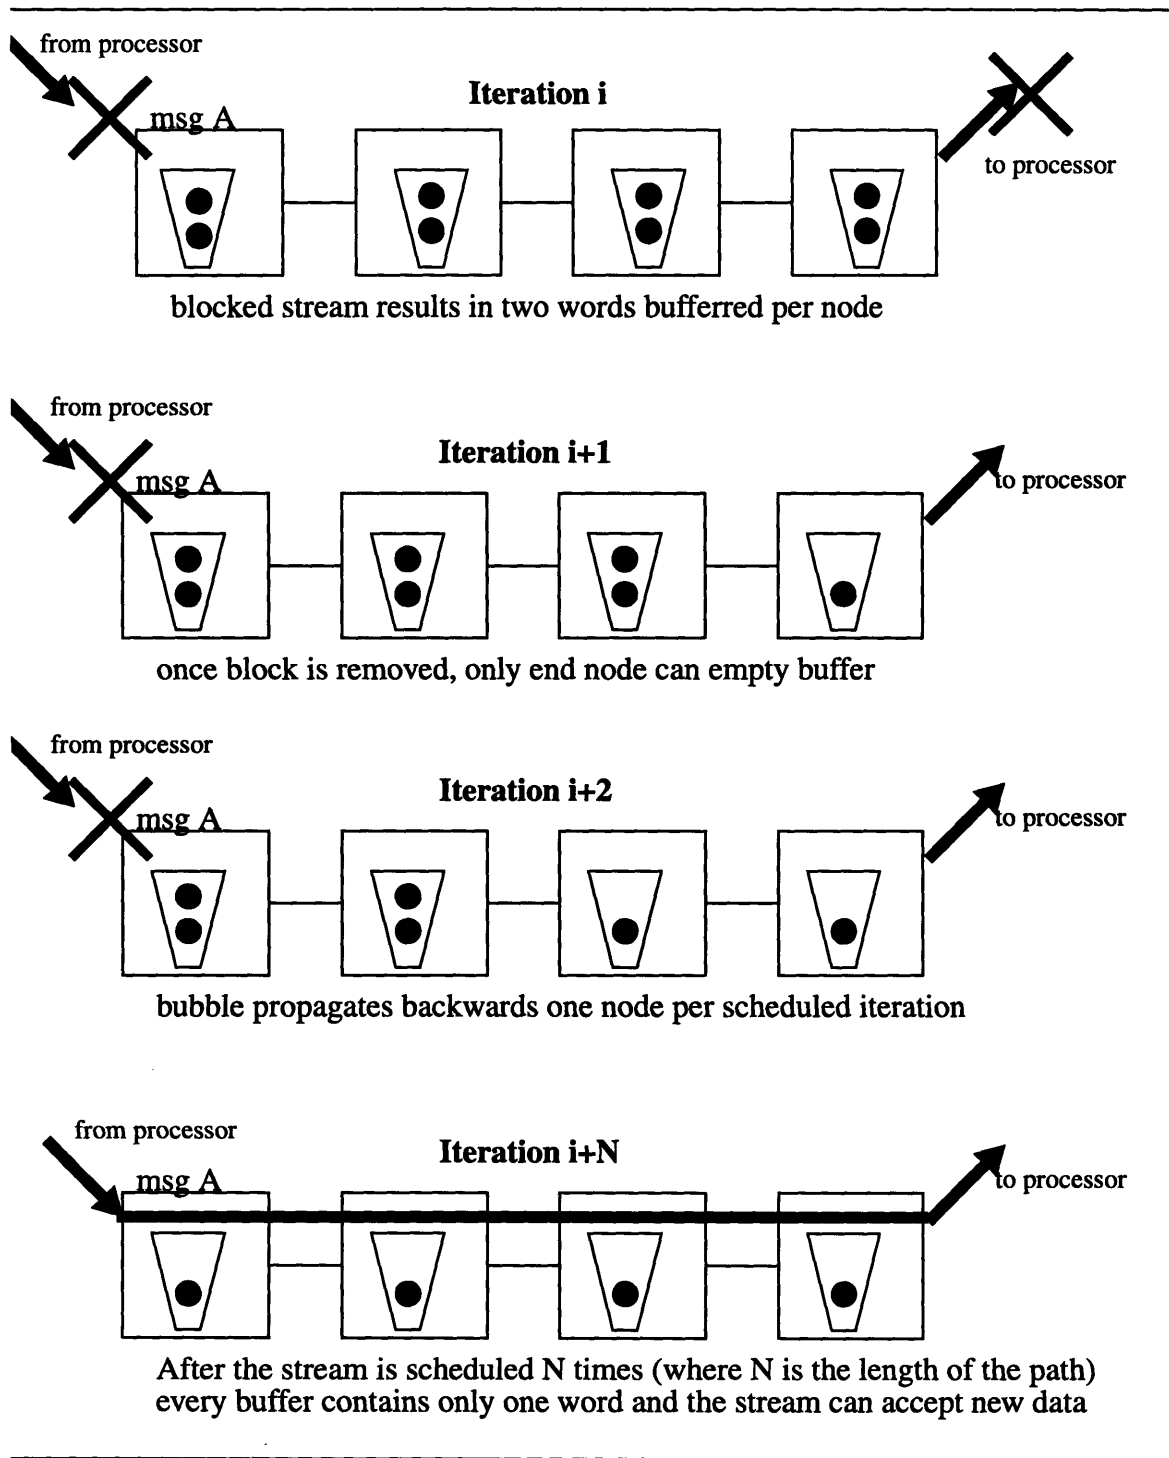 from processor
Iteration i
msg A
to processor
blocked stream results in two words bufferred per node
from processor
Iteration i+1
msg A
to processor
once block is removed, only end node can empty buffer
from processor
Iteration i+2
msg A
to processor
bubble propagates backwards one node per scheduled iteration
from processor
Iteration i+N
msg A
to processor
After the stream is scheduled N times (where N is the length of the path)
every buffer contains only one word and the stream can accept new data